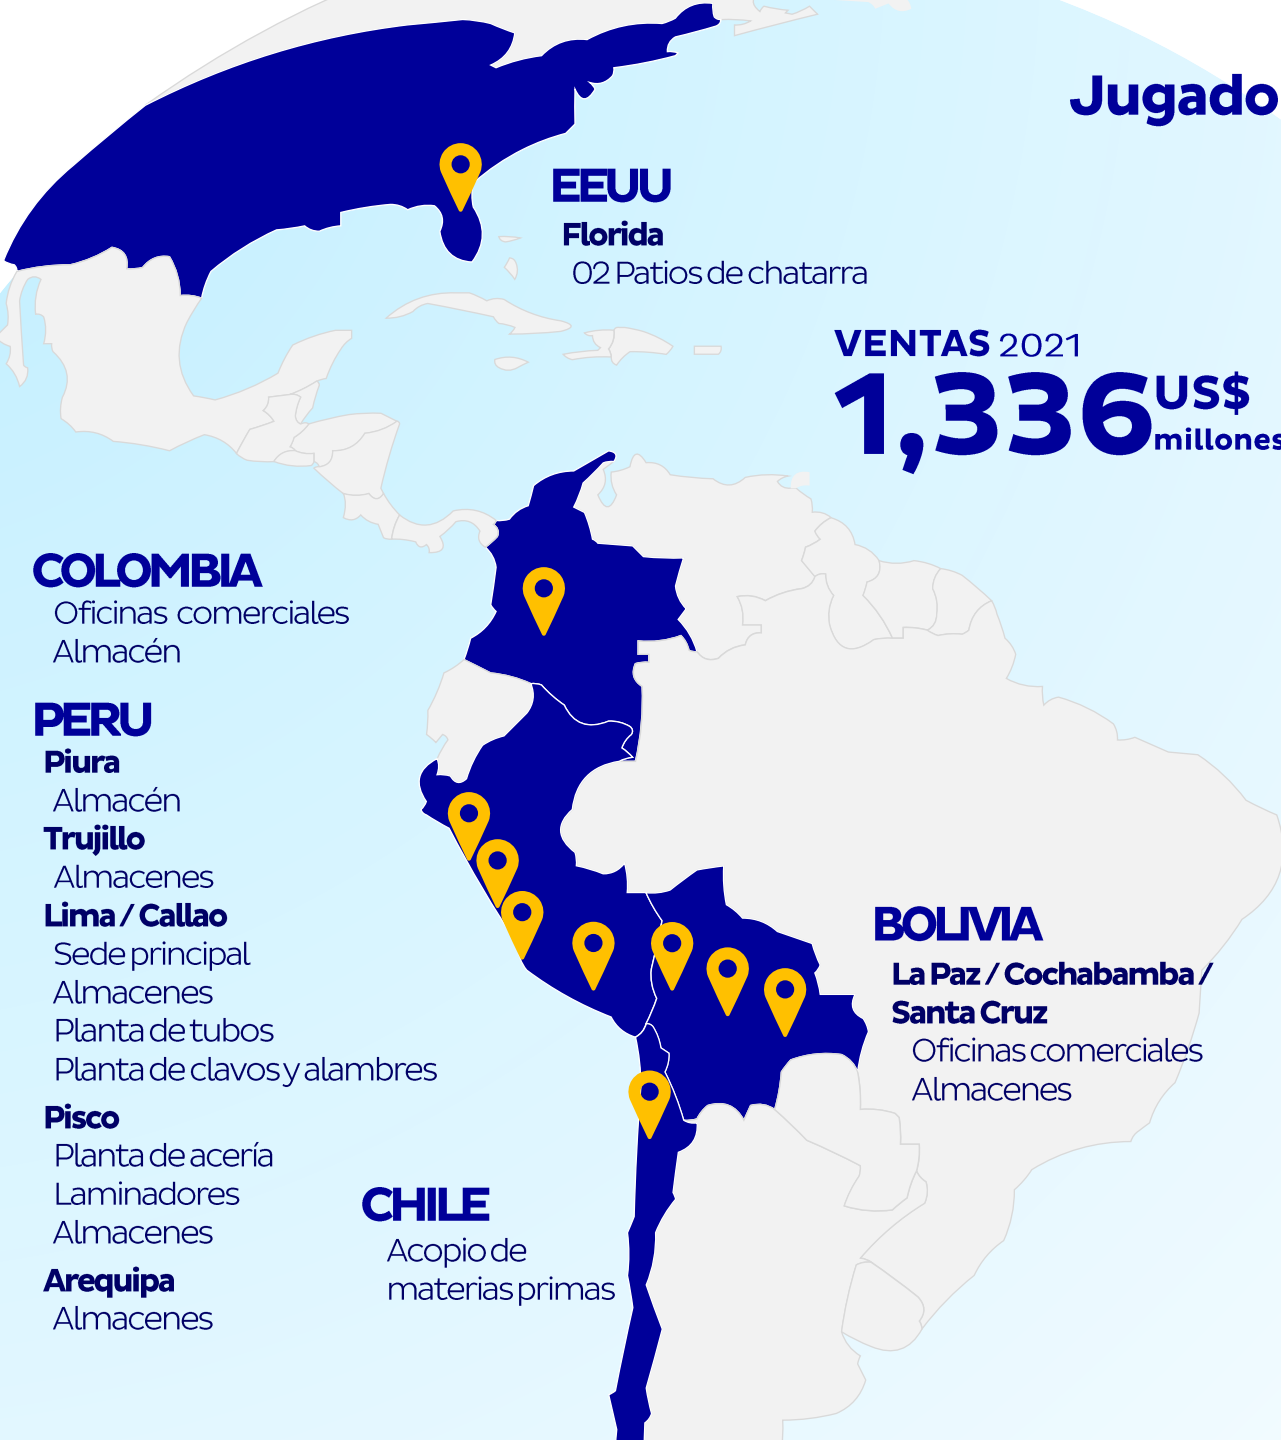 Jugado
EEUU
Florida
02 Patios de chatarra
VENTAS 2021
1,336 US$
millones
COLOMBIA
Oficinas comerciales
Almacén
PERU
Piura
Almacén
Trujillo
Almacenes
Lima / Callao
Sede principal
Almacenes
Planta de tubos
Planta de clavos y alambres
Pisco
Planta de acería
Laminadores
Almacenes
Arequipa
Almacenes
CHILE
Acopio de
materias primas
BOLIVIA
La Paz / Cochabamba /
Santa Cruz
Oficinas comerciales
Almacenes